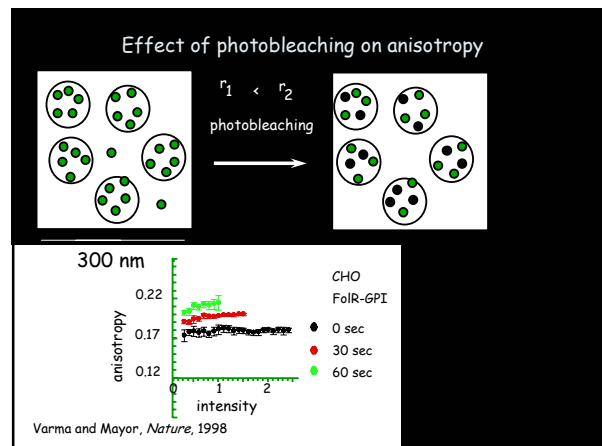 Effect of photobleaching on anisotropy
r1 < r2
photobleaching
300 nm
CHO
FolR-GPI
0 sec
30 sec
60 sec
anisotropy
0,22
0,17
0,12
0 1 2
intensity
Varma and Mayor, Nature, 1998